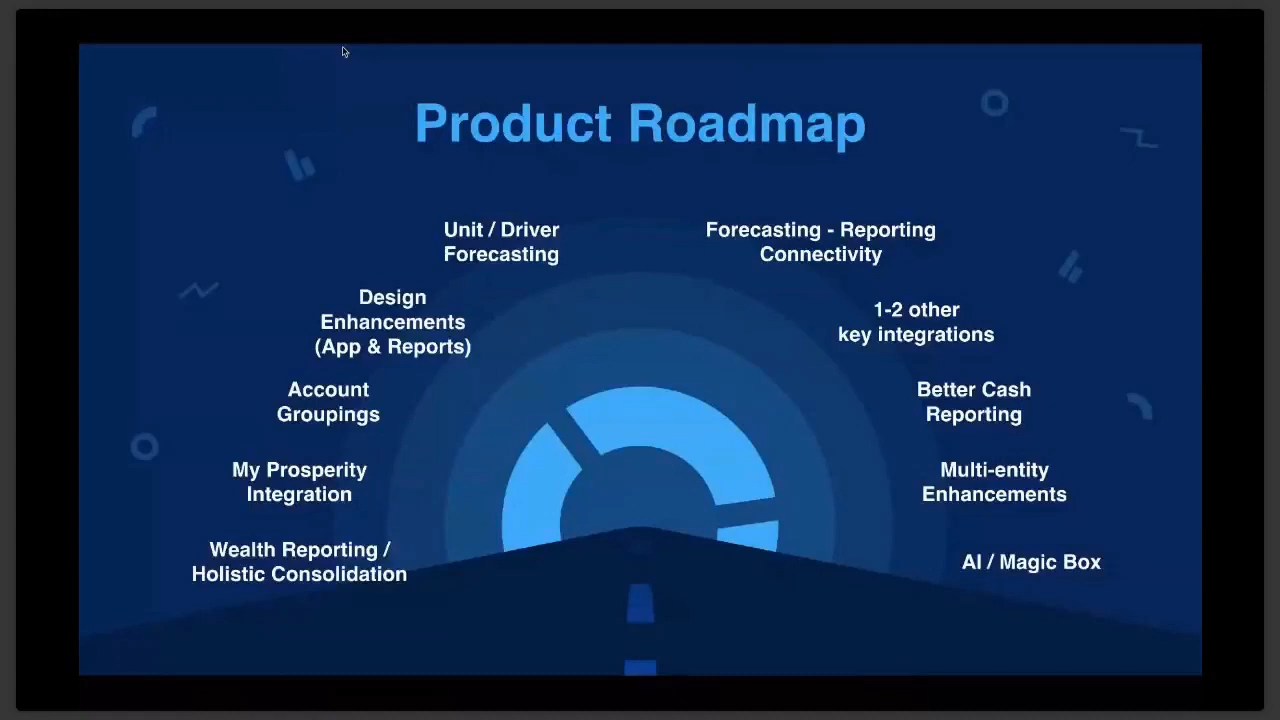 Product Roadmap
Unit / Driver
Forecasting
Forecasting - Reporting
Connectivity
Design
Enhancements
(App & Reports)
1-2 other
key integrations
Account
Groupings
Better Cash
Reporting
My Prosperity
Integration
Multi-entity
Enhancements
Wealth Reporting /
Holistic Consolidation
AI / Magic Box